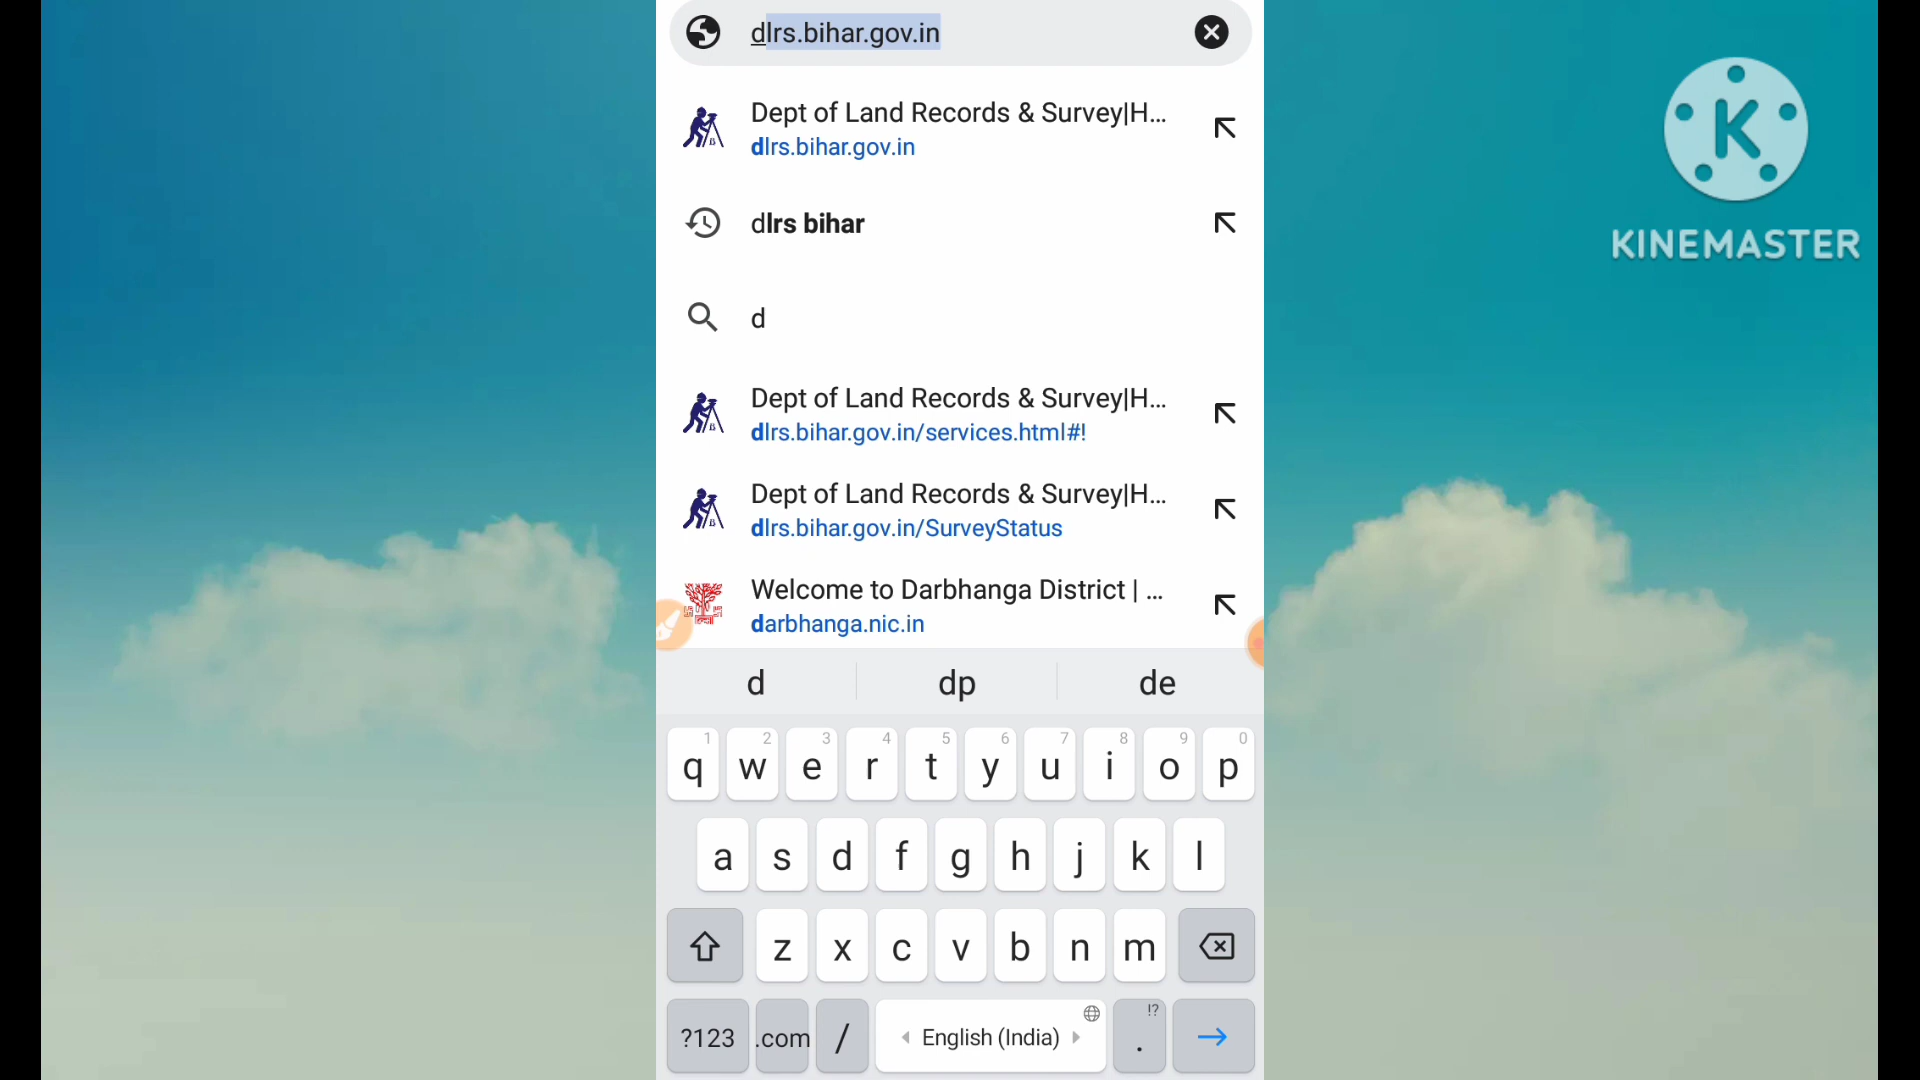 dlrs.bihar.gov.in
Dept of Land Records & Survey|H...
dlrs.bihar.gov.in
dlrs bihar
d
Dept of Land Records & Survey|H...
dlrs.bihar.gov.in/services.html#!
Dept of Land Records & Survey|H...
dlrs.bihar.gov.in/SurveyStatus
Welcome to Darbhanga District | ...
darbhanga.nic.in
d dp de
1 2 3 4 5 6 7 8 9 0
q w e r t y u i o p
a s d f g h j k l
z x c v b n m
?123 .com / English (India) !? .
K
KINEMASTER